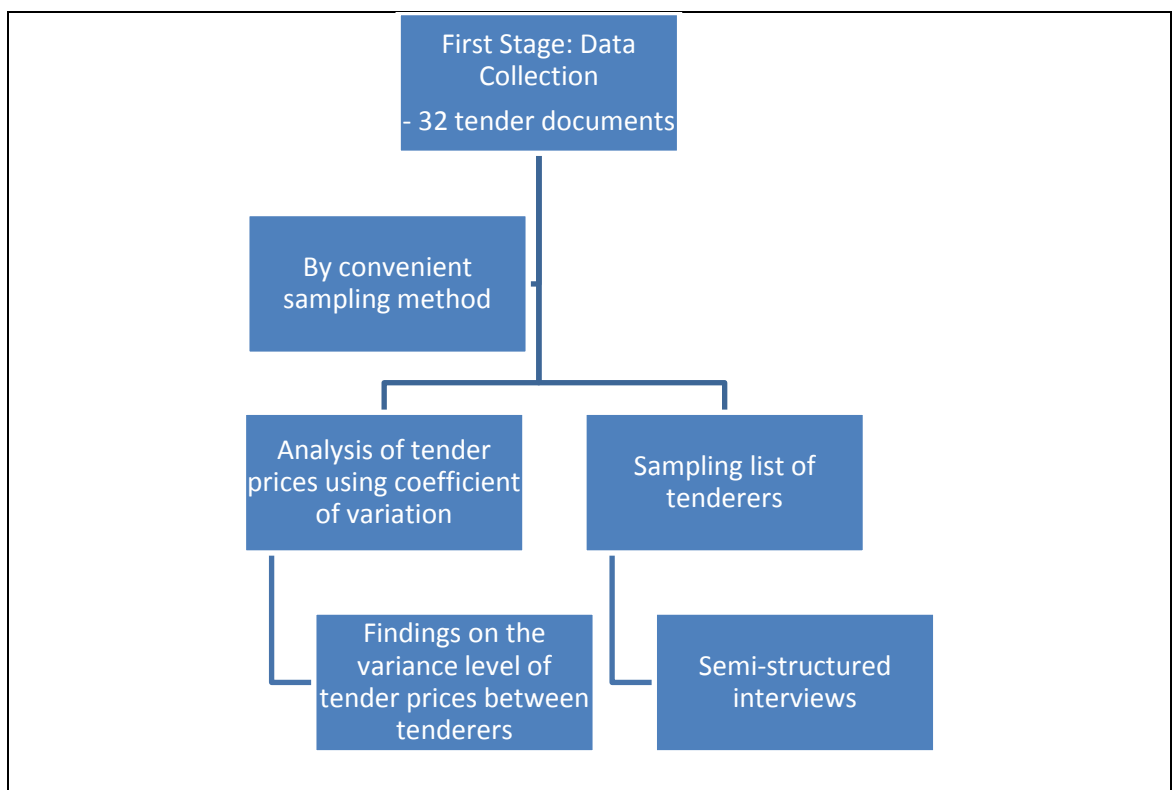 First Stage: Data
Collection
- 32 tender documents
By convenient
sampling method
Analysis of tender
prices using coefficient
of variation
Sampling list of
tenderers
Findings on the
variance level of
tender prices between
tenderers
Semi-structured
interviews